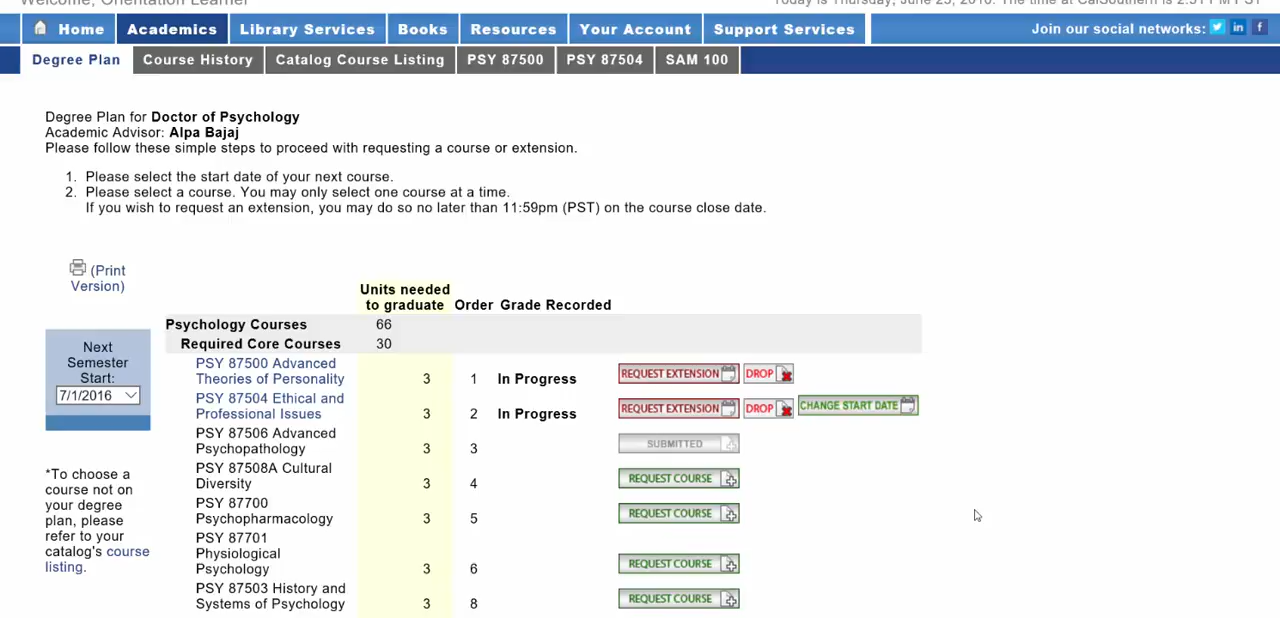 Welcome, Orientation Learner
Today is Thursday, June 23, 2016. The time at CalSouthern is 2:51 PM PST
Home Academics Library Services Books Resources Your Account Support Services Join our social networks:
Degree Plan Course History Catalog Course Listing PSY 87500 PSY 87504 SAM 100
Degree Plan for Doctor of Psychology
Academic Advisor: Alpa Bajaj
Please follow these simple steps to proceed with requesting a course or extension.
1. Please select the start date of your next course.
2. Please select a course. You may only select one course at a time.
If you wish to request an extension, you may do so no later than 11:59pm (PST) on the course close date.
(Print
Version)
Next
Semester
Start:
7/1/2016
*To choose a
course not on
your degree
plan, please
refer to your
catalog's course
listing.
Units needed
to graduate Order Grade Recorded
Psychology Courses 66
Required Core Courses 30
PSY 87500 Advanced
Theories of Personality 3 1 In Progress REQUEST EXTENSION DROP
PSY 87504 Ethical and
Professional Issues 3 2 In Progress REQUEST EXTENSION DROP CHANGE START DATE
PSY 87506 Advanced
Psychopathology 3 3 SUBMITTED
PSY 87508A Cultural
Diversity 3 4 REQUEST COURSE
PSY 87700
Psychopharmacology 3 5 REQUEST COURSE
PSY 87701
Physiological
Psychology 3 6 REQUEST COURSE
PSY 87503 History and
Systems of Psychology 3 8 REQUEST COURSE